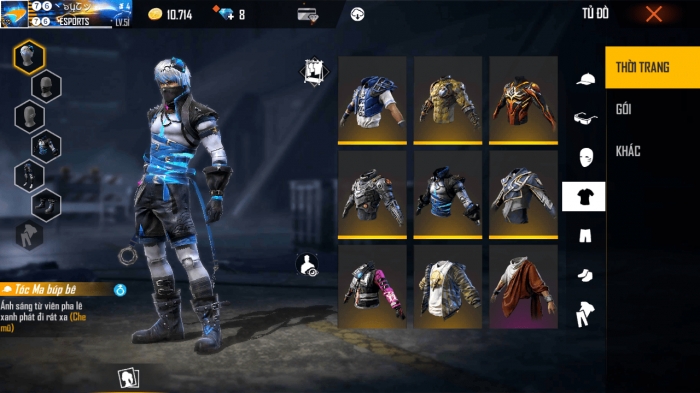 ESPORTS
LV.51
10.714
8
TỦ ĐỒ
THỜI TRANG
GÓI
KHÁC
Tóc Ma búp bê
Ánh sáng từ viên pha lê
xanh phát đi rất xa (Che
mũ)